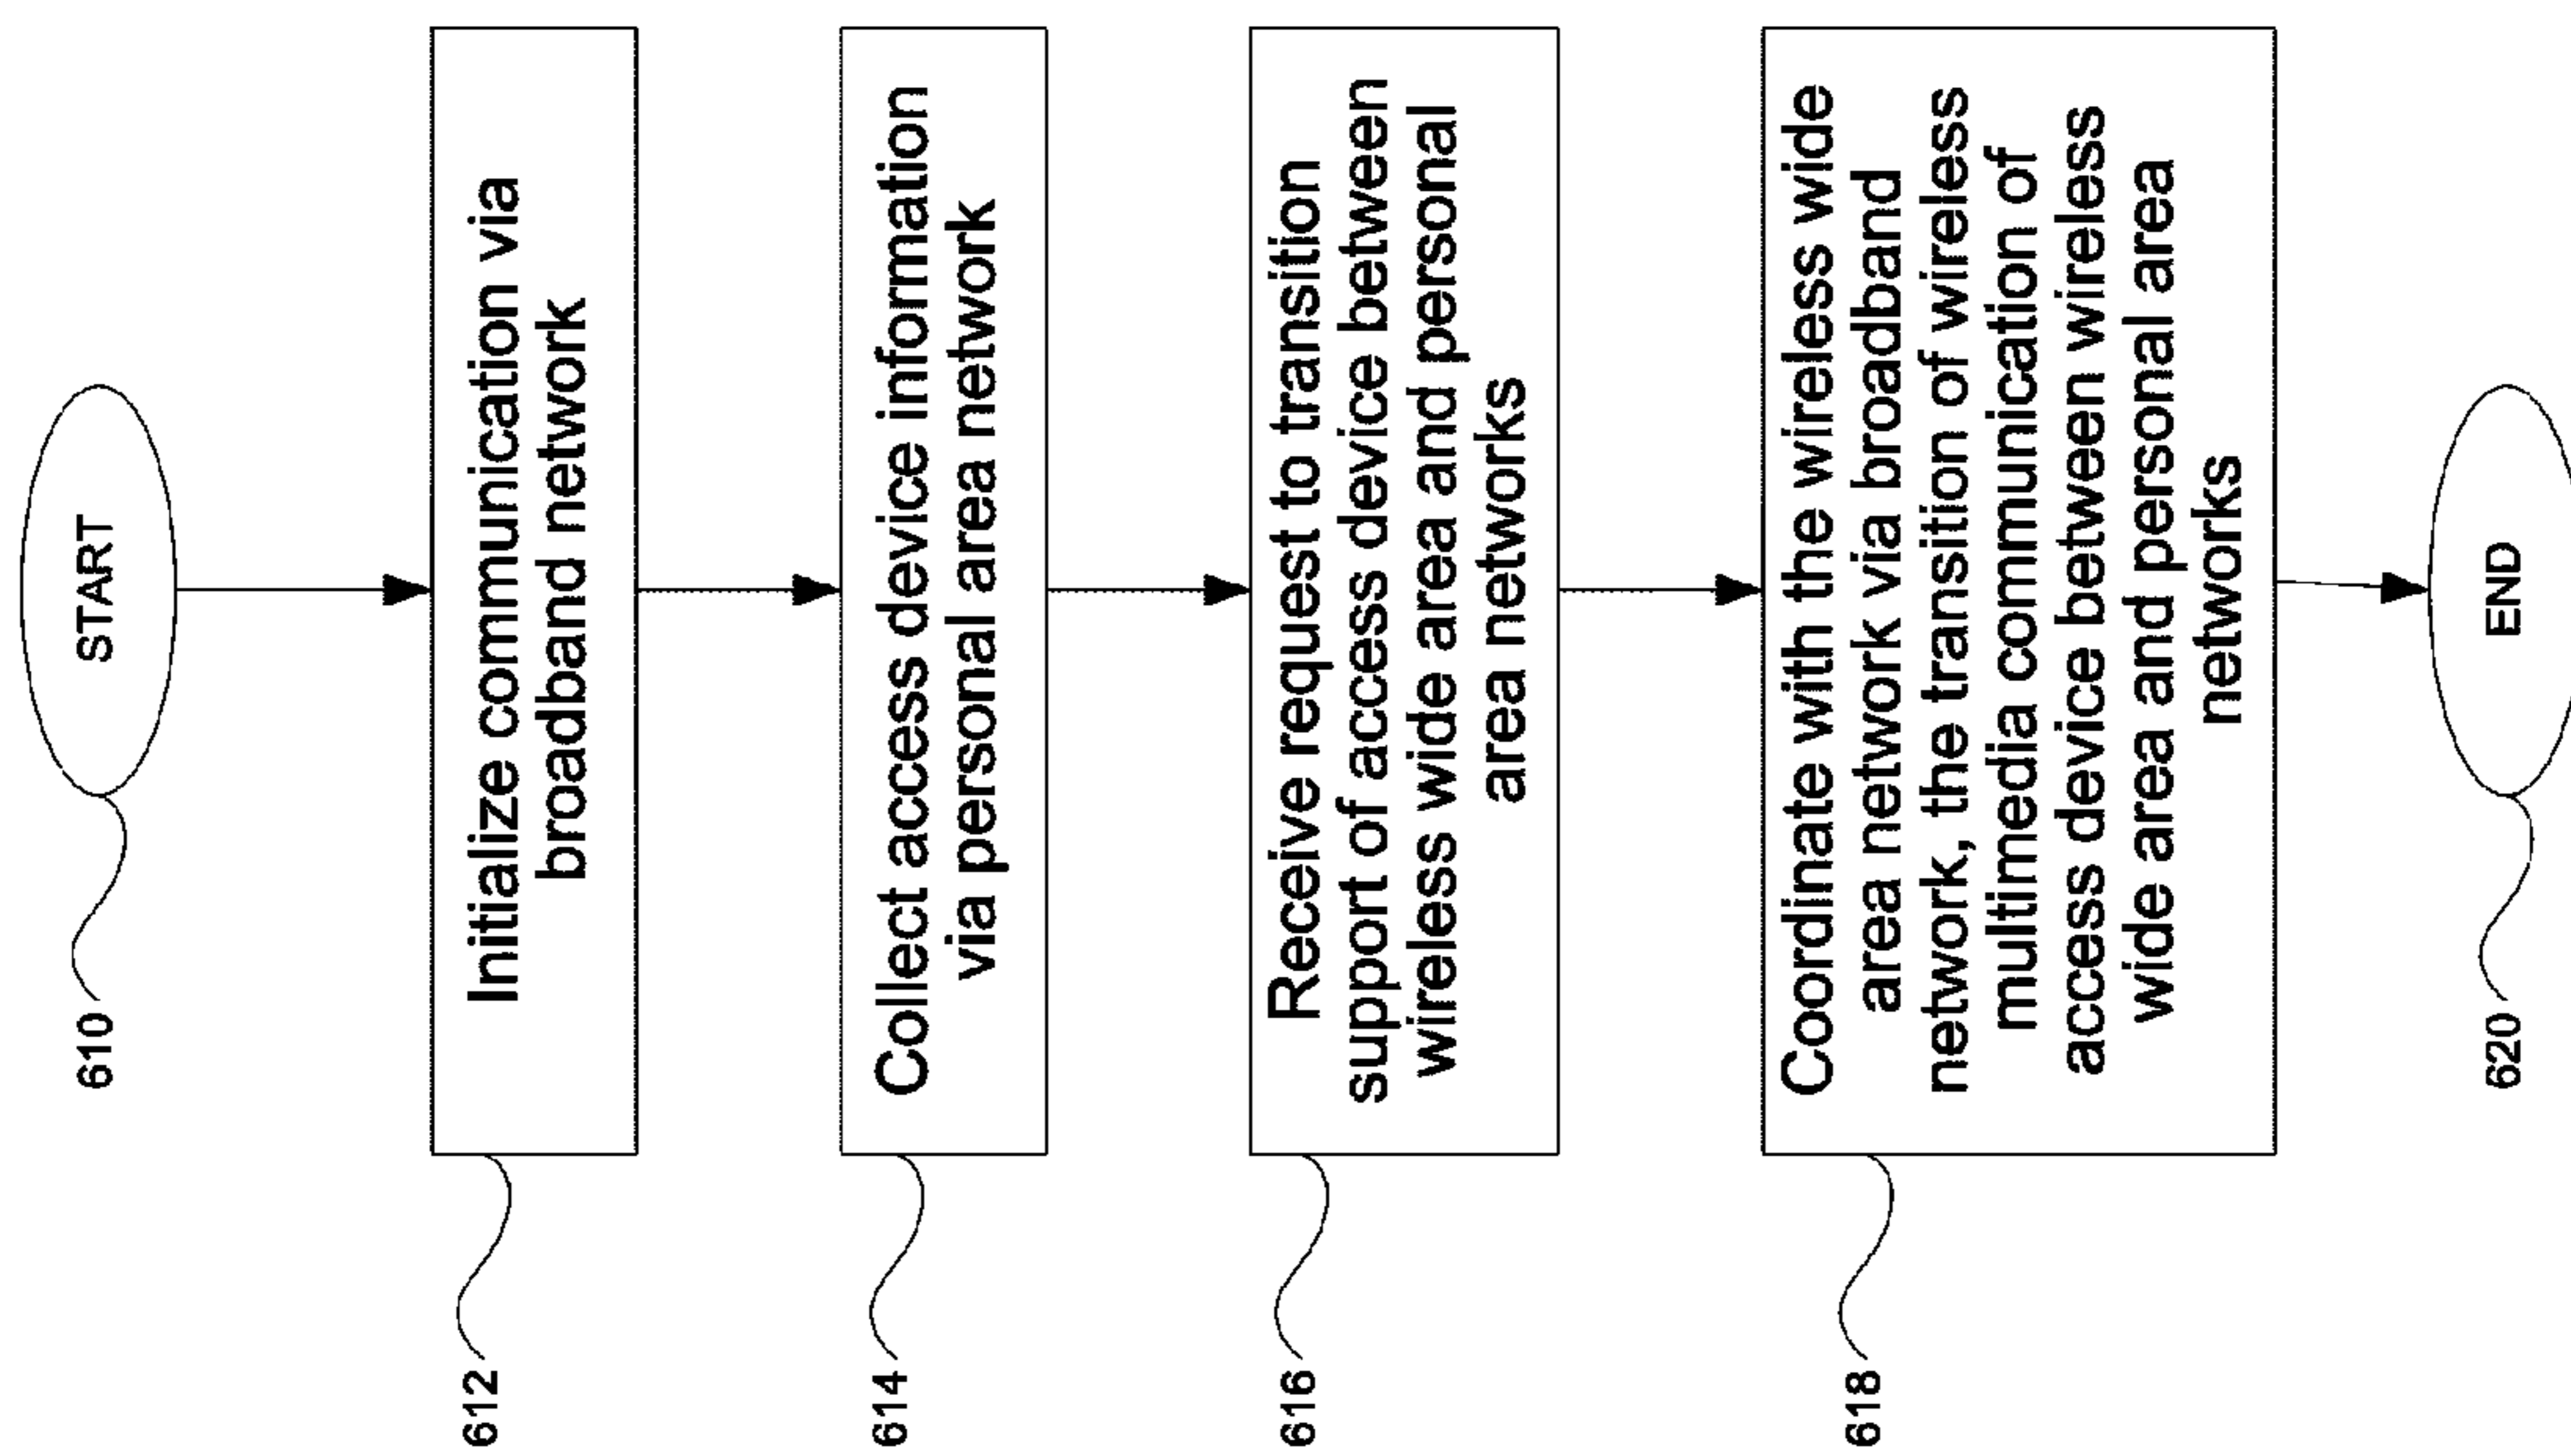 START
610
Initialize communication via
broadband network
612
Collect access device information
via personal area network
614
Receive request to transition
support of access device between
wireless wide area and personal
area networks
616
Coordinate with the wireless wide
area network via broadband
network, the transition of wireless
multimedia communication of
access device between wireless
wide area and personal area
networks
618
END
620